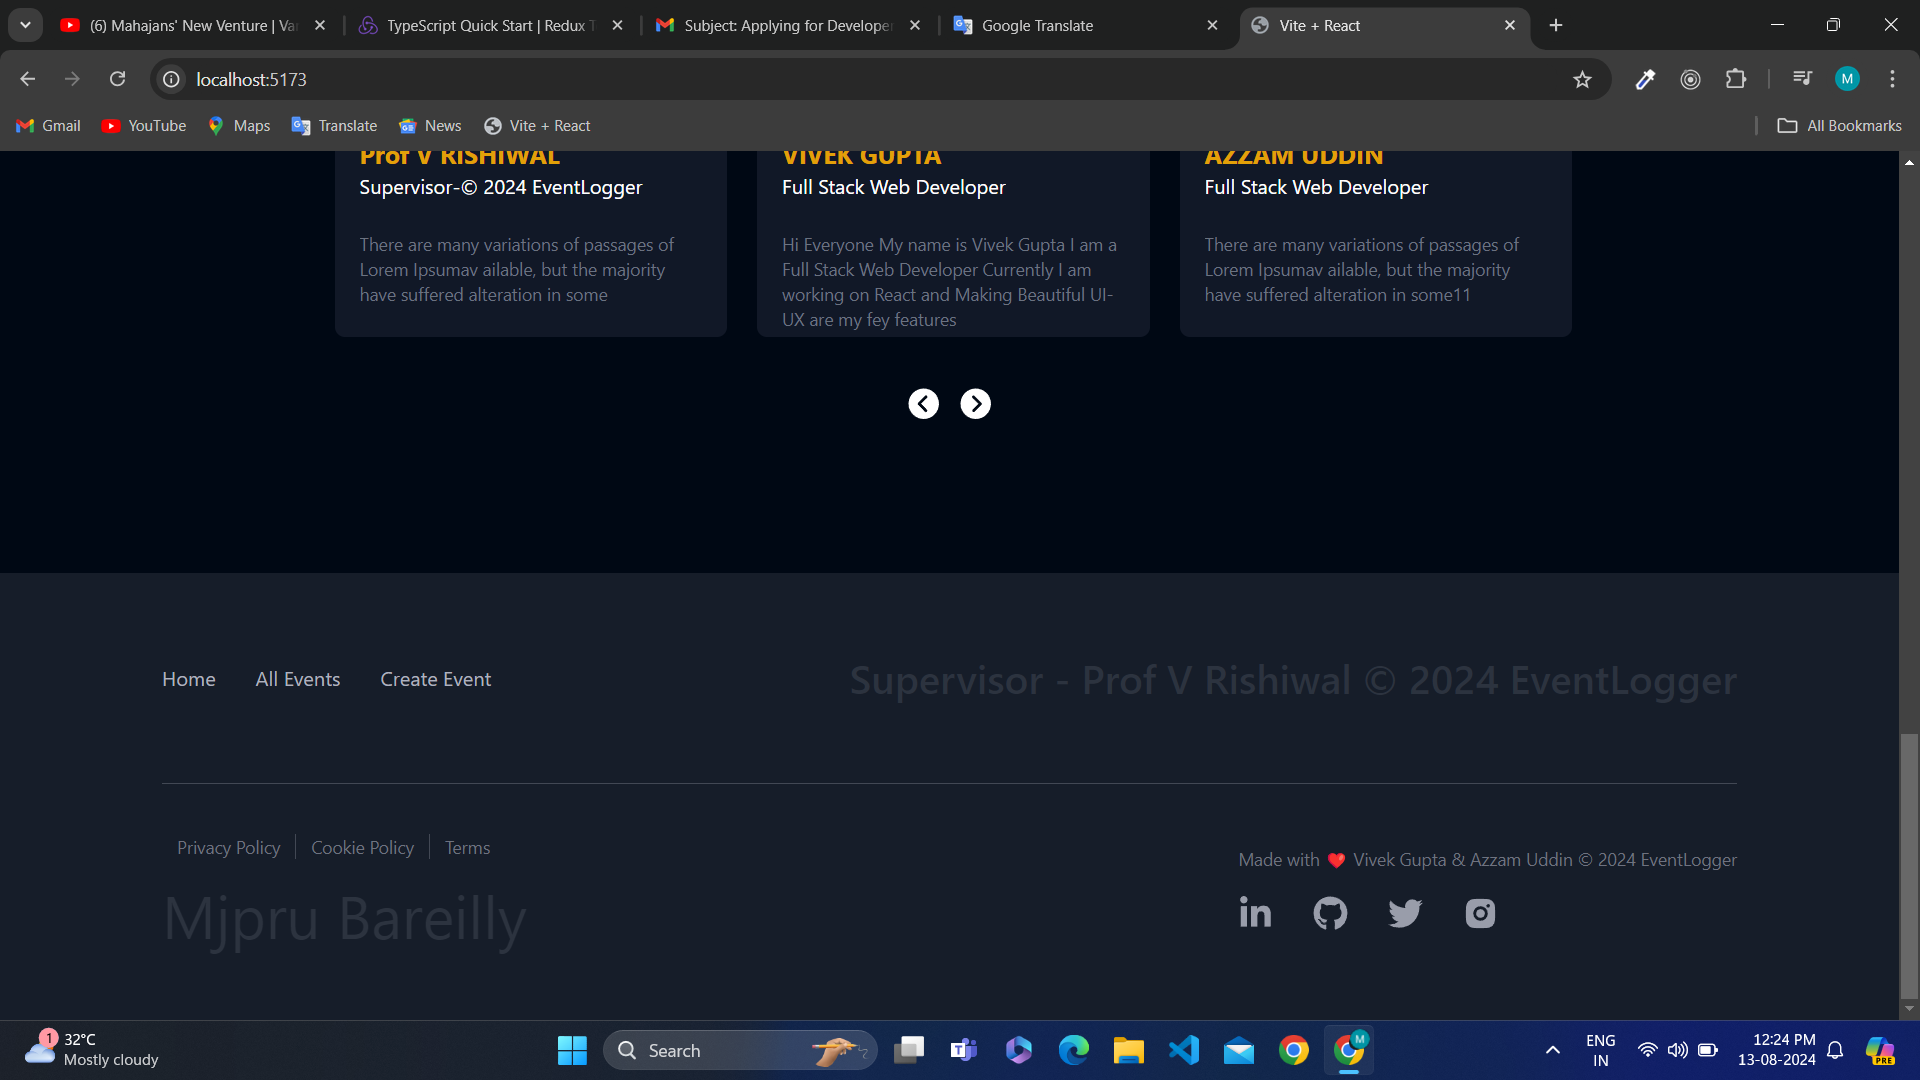 (6) Mahajans' New Venture | Va
TypeScript Quick Start | Redux T
Subject: Applying for Develope
Google Translate
Vite + React
localhost:5173
M
Gmail
YouTube
Maps
Translate
News
Vite + React
All Bookmarks
Prof V RISHIWAL
Supervisor-© 2024 EventLogger
There are many variations of passages of
Lorem Ipsumav ailable, but the majority
have suffered alteration in some
VIVEK GUPTA
Full Stack Web Developer
Hi Everyone My name is Vivek Gupta I am a
Full Stack Web Developer Currently I am
working on React and Making Beautiful UI-
UX are my fey features
AZZAM UDDIN
Full Stack Web Developer
There are many variations of passages of
Lorem Ipsumav ailable, but the majority
have suffered alteration in some11
Home All Events Create Event
Supervisor - Prof V Rishiwal © 2024 EventLogger
Privacy Policy Cookie Policy Terms
Mjpru Bareilly
Made with ❤️ Vivek Gupta & Azzam Uddin © 2024 EventLogger
in
1
32°C
Mostly cloudy
Search
T
M
ENG
IN
12:24 PM
13-08-2024
PRE